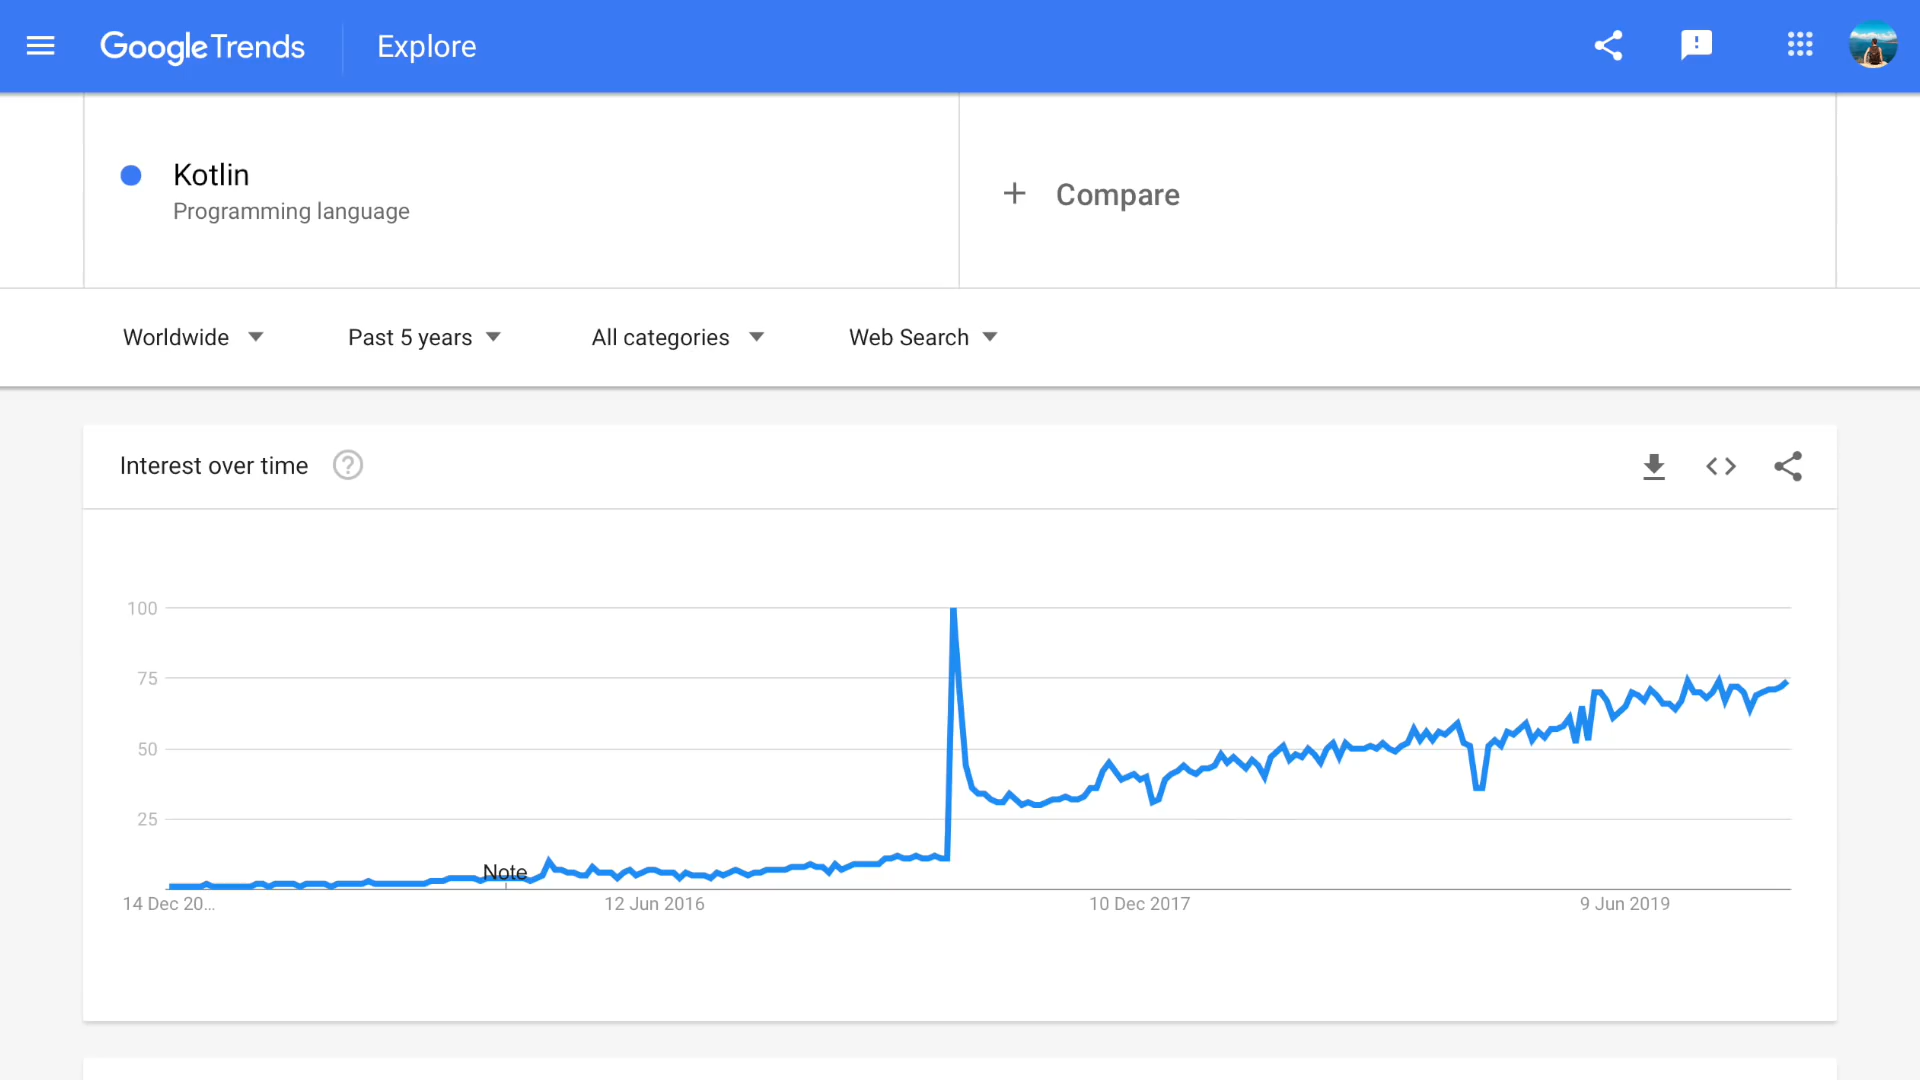 Google Trends
Explore
Kotlin
Programming language
+ Compare
Worldwide
Past 5 years
All categories
Web Search
Interest over time
100
75
50
25
Note
14 Dec 20...
12 Jun 2016
10 Dec 2017
9 Jun 2019